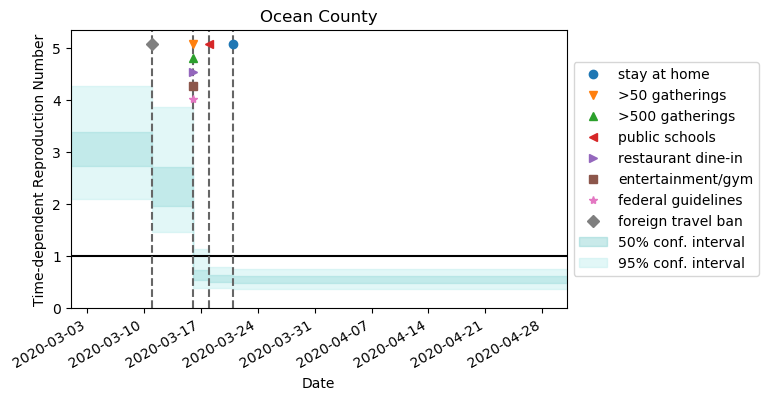 Ocean County
Time-dependent Reproduction Number
5
4
3
2
1
0
2020-03-03
2020-03-10
2020-03-17
2020-03-24
2020-03-31
2020-04-07
2020-04-14
2020-04-21
2020-04-28
Date
stay at home
>50 gatherings
>500 gatherings
public schools
restaurant dine-in
entertainment/gym
federal guidelines
foreign travel ban
50% conf. interval
95% conf. interval